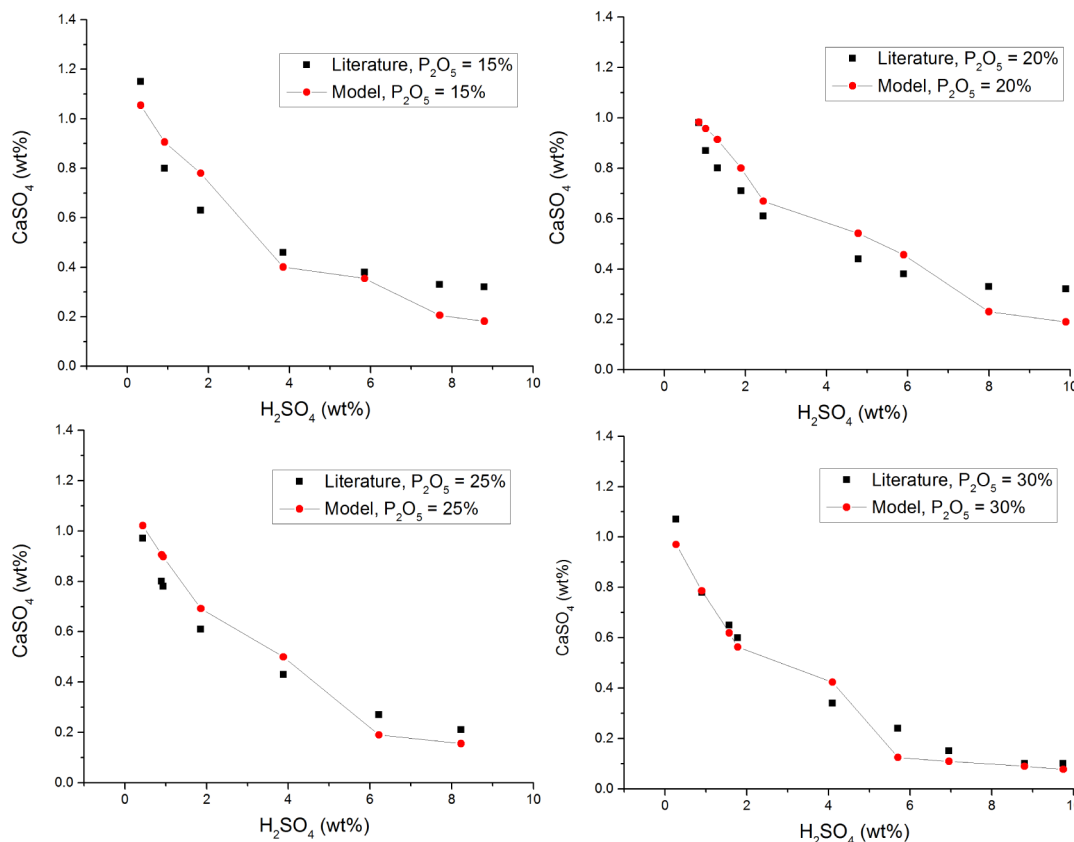 1.4
1.2
1.0
0.8
0.6
0.4
0.2
0.0
CaSO₄ (wt%)
Literature, P₂O₅ = 15%
Model, P₂O₅ = 15%
0 2 4 6 8 10
H₂SO₄ (wt%)
1.4
1.2
1.0
0.8
0.6
0.4
0.2
0.0
CaSO₄ (wt%)
Literature, P₂O₅ = 20%
Model, P₂O₅ = 20%
0 2 4 6 8 10
H₂SO₄ (wt%)
1.4
1.2
1.0
0.8
0.6
0.4
0.2
0.0
CaSO₄ (wt%)
Literature, P₂O₅ = 25%
Model, P₂O₅ = 25%
0 2 4 6 8 10
H₂SO₄ (wt%)
1.4
1.2
1.0
0.8
0.6
0.4
0.2
0.0
CaSO₄ (wt%)
Literature, P₂O₅ = 30%
Model, P₂O₅ = 30%
0 2 4 6 8 10
H₂SO₄ (wt%)